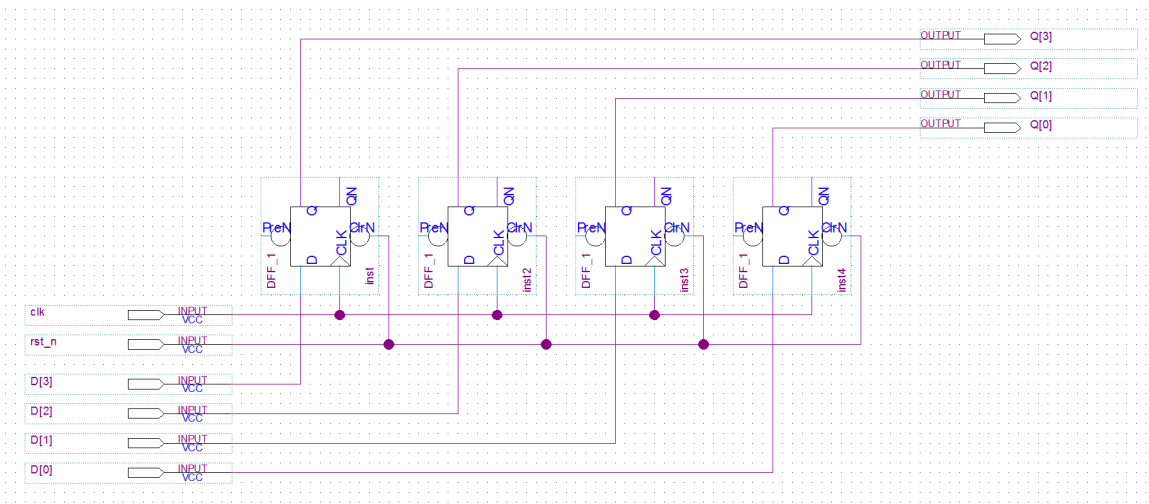 OUTPUT Q[3]
OUTPUT Q[2]
OUTPUT Q[1]
OUTPUT Q[0]
Q QN PreN ClrN D CLK DFF_1 inst
Q QN PreN ClrN D CLK DFF_1 inst2
Q QN PreN ClrN D CLK DFF_1 inst3
Q QN PreN ClrN D CLK DFF_1 inst4
clk INPUT VCC
rst_n INPUT VCC
D[3] INPUT VCC
D[2] INPUT VCC
D[1] INPUT VCC
D[0] INPUT VCC